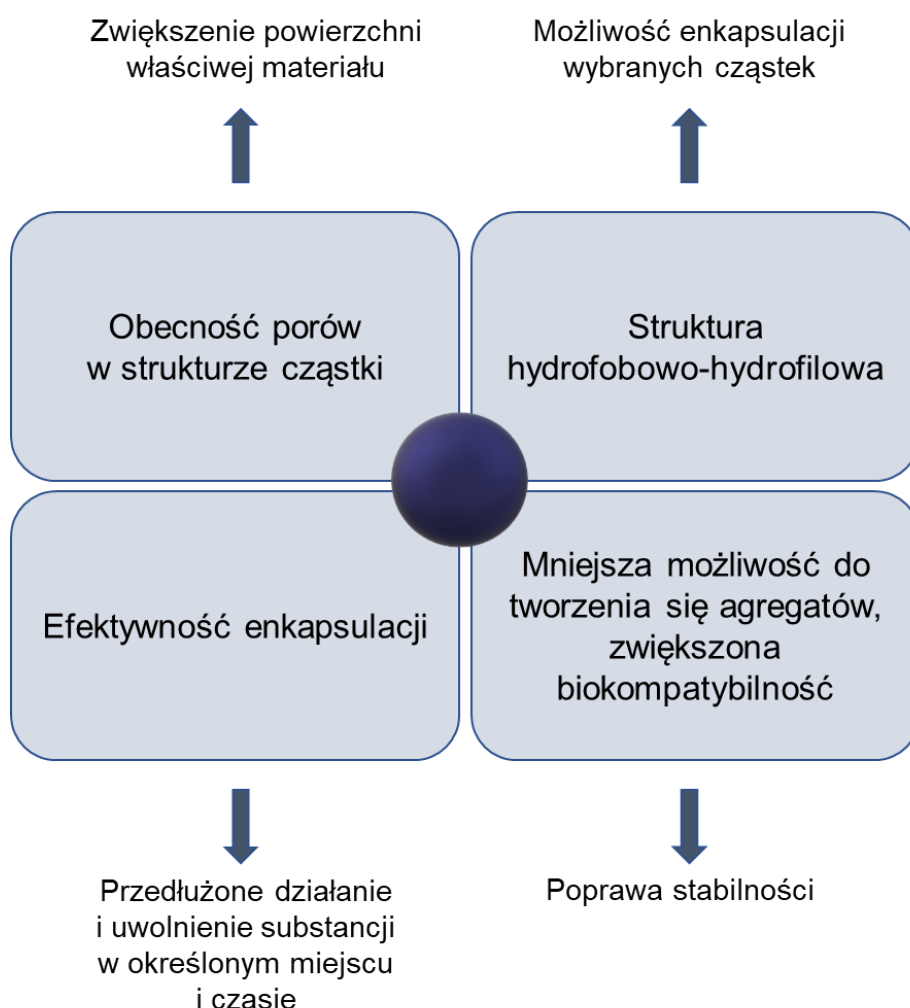 Zwiększenie powierzchni
właściwej materiału
Możliwość enkapsulacji
wybranych cząstek
Obecność porów
w strukturze cząstki
Struktura
hydrofobowo-hydrofilowa
Efektywność enkapsulacji
Mniejsza możliwość do
tworzenia się agregatów,
zwiększona
biokompatybilność
Przedłużone działanie
i uwolnienie substancji
w określonym miejscu
i czasie
Poprawa stabilności